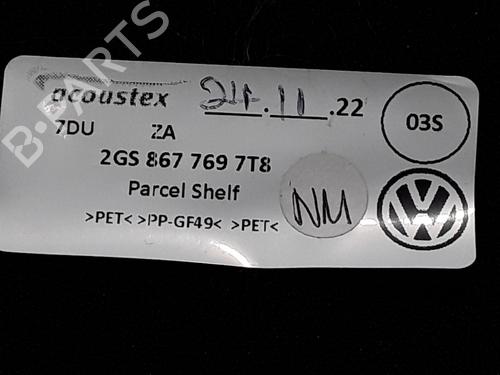 acoustex 24.11.22 03S
7DU ZA
2GS 867 769 7T8
Parcel Shelf
NM
>PET< >PP-GF49< >PET<
B-PARTS